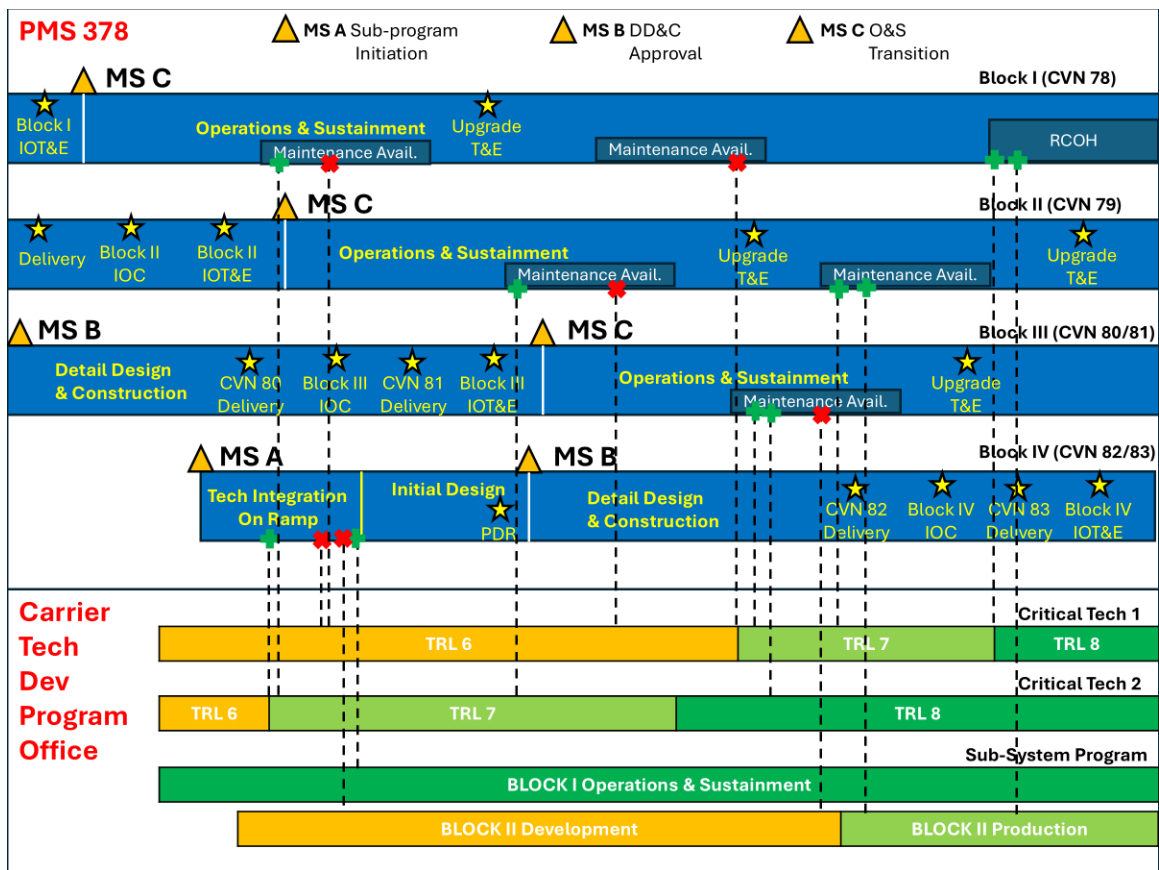 PMS 378
MS A Sub-program
Initiation
MS B DD&C
Approval
MS C O&S
Transition
MS C
Block I (CVN 78)
Block I
IOT&E
Operations & Sustainment
Upgrade
T&E
Maintenance Avail.
Maintenance Avail.
RCOH
MS C
Block II (CVN 79)
Delivery
Block II
IOC
Block II
IOT&E
Operations & Sustainment
Upgrade
T&E
Upgrade
T&E
Maintenance Avail.
Maintenance Avail.
MS B
MS C
Block III (CVN 80/81)
Detail Design
& Construction
CVN 80
Delivery
Block III
IOC
CVN 81
Delivery
Block III
IOT&E
Operations & Sustainment
Upgrade
T&E
Maintenance Avail.
MS A
MS B
Block IV (CVN 82/83)
Tech Integration
On Ramp
Initial Design
PDR
Detail Design
& Construction
CVN 82
Delivery
Block IV
IOC
CVN 83
Delivery
Block IV
IOT&E
Carrier
Tech
Dev
Program
Office
Critical Tech 1
TRL 6
TRL 7
TRL 8
Critical Tech 2
TRL 6
TRL 7
TRL 8
Sub-System Program
BLOCK I Operations & Sustainment
BLOCK II Development
BLOCK II Production